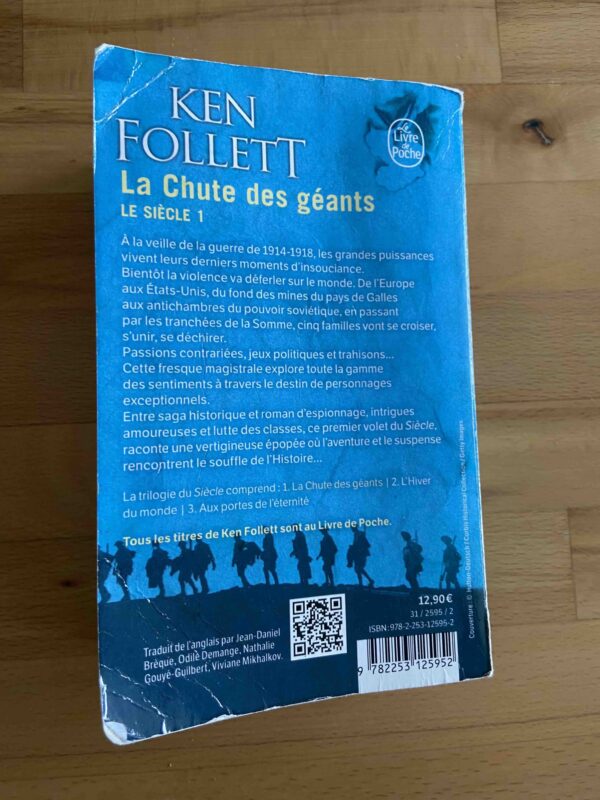 KEN
FOLLETT
Le
Livre
de
Poche
La Chute des géants
LE SIÈCLE 1
À la veille de la guerre de 1914-1918, les grandes puissances
vivent leurs derniers moments d'insouciance.
Bientôt la violence va déferler sur le monde. De l'Europe
aux États-Unis, du fond des mines du pays de Galles
aux antichambres du pouvoir soviétique, en passant
par les tranchées de la Somme, cinq familles vont se croiser,
s'unir, se déchirer.
Passions contrariées, jeux politiques et trahisons...
Cette fresque magistrale explore toute la gamme
des sentiments à travers le destin de personnages
exceptionnels.
Entre saga historique et roman d'espionnage, intrigues
amoureuses et lutte des classes, ce premier volet du Siècle,
raconte une vertigineuse épopée où l'aventure et le suspense
rencontrent le souffle de l'Histoire...
La trilogie du Siècle comprend : 1. La Chute des géants | 2. L'Hiver
du monde | 3. Aux portes de l'éternité
Tous les titres de Ken Follett sont au Livre de Poche.
Couverture : © Hulton-Deutsch / Corbis Historical Collection / Getty Images.
Traduit de l'anglais par Jean-Daniel
Brèque, Odile Demange, Nathalie
Gouyé-Guilbert, Viviane Mikhalkov.
12,90 €
31 / 2595 / 2
ISBN : 978-2-253-12595-2
9 782253 125952